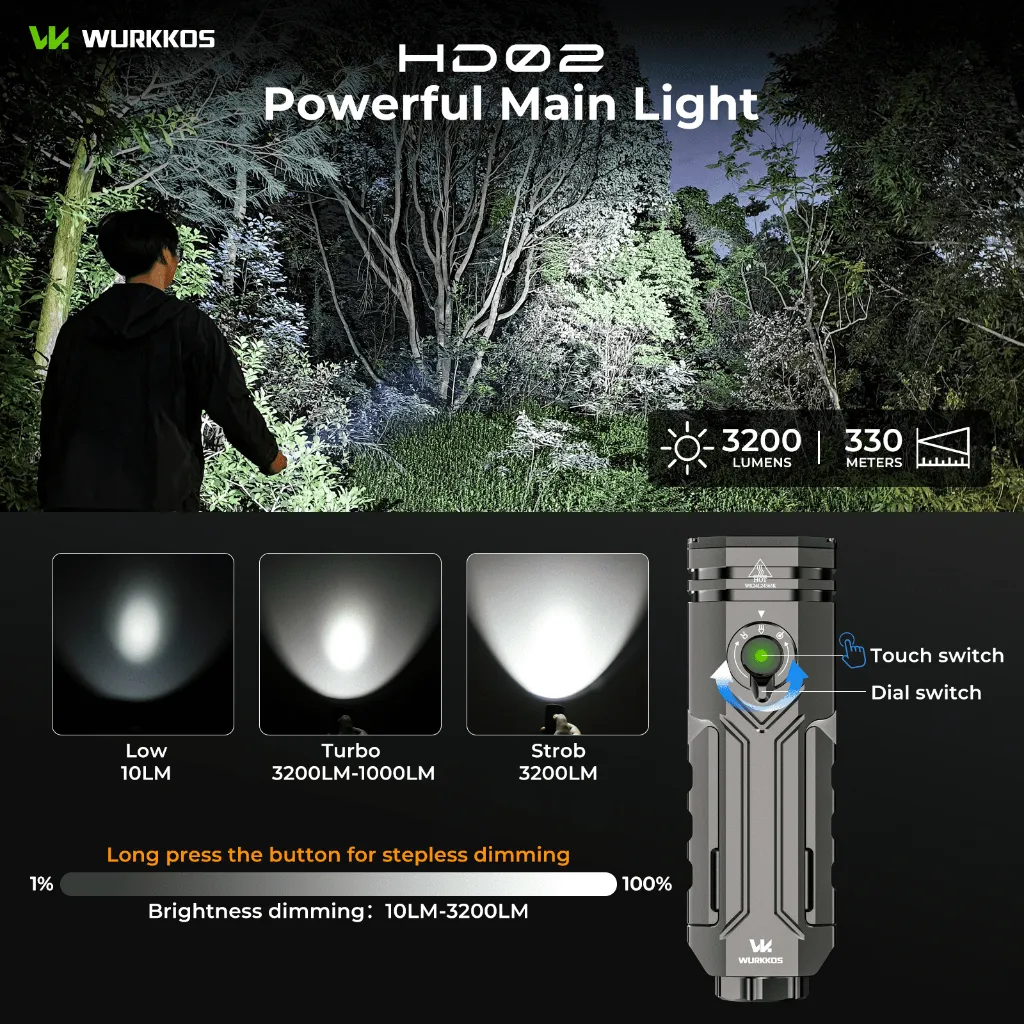 WURKKOS
HD02
Powerful Main Light
3200
LUMENS
330
METERS
HOT
Touch switch
Dial switch
Low
10LM
Turbo
3200LM-1000LM
Strob
3200LM
Long press the button for stepless dimming
1%
100%
Brightness dimming：10LM-3200LM
WURKKOS